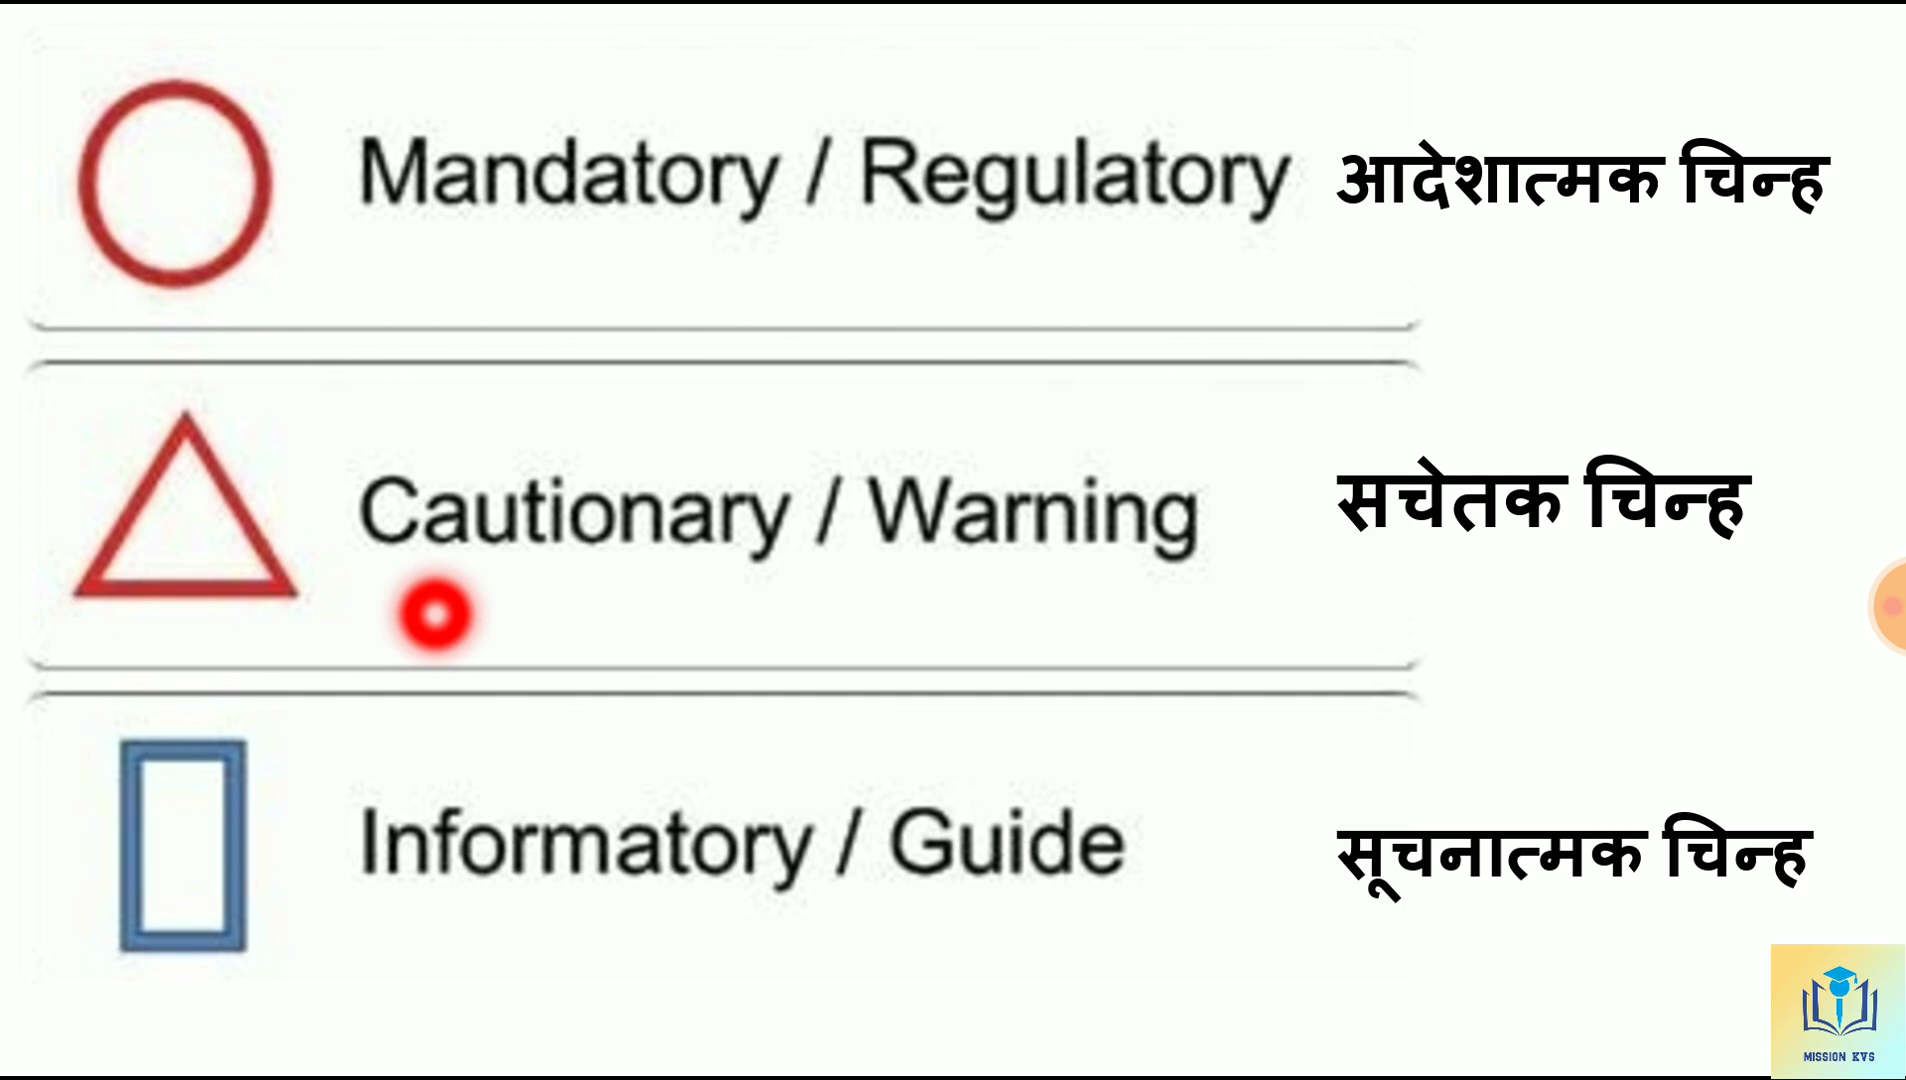 Mandatory / Regulatory आदेशात्मक चिन्ह
Cautionary / Warning सचेतक चिन्ह
Informatory / Guide सूचनात्मक चिन्ह
MISSION KVS